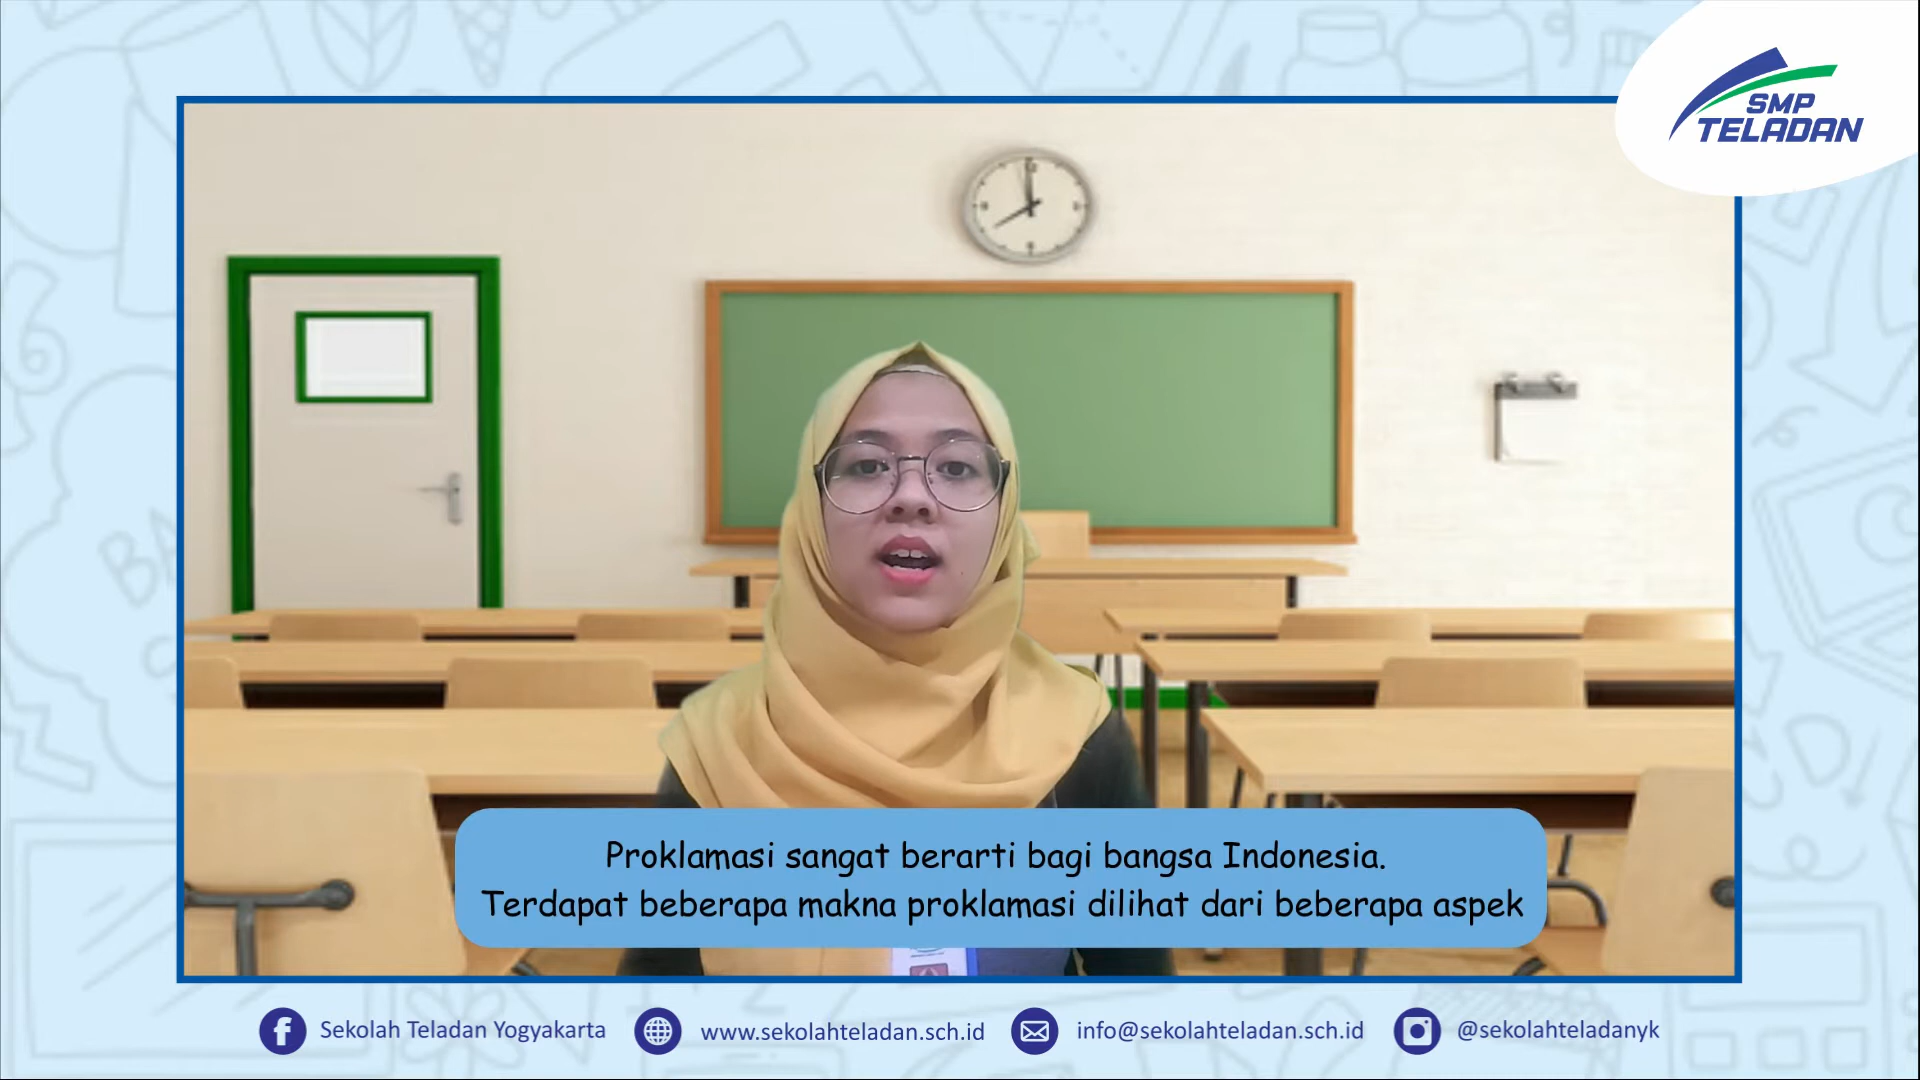 SMP
TELADAN
Proklamasi sangat berarti bagi bangsa Indonesia.
Terdapat beberapa makna proklamasi dilihat dari beberapa aspek
Sekolah Teladan Yogyakarta
www.sekolahteladan.sch.id
info@sekolahteladan.sch.id
@sekolahteladanyk